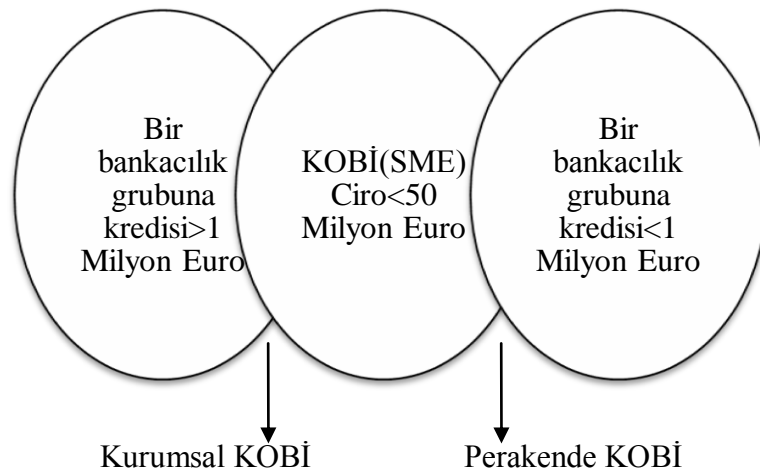 Bir
bankacılık
grubuna
kredisi>1
Milyon Euro
KOBİ(SME)
Ciro<50
Milyon Euro
Bir
bankacılık
grubuna
kredisi<1
Milyon Euro
Kurumsal KOBİ
Perakende KOBİ